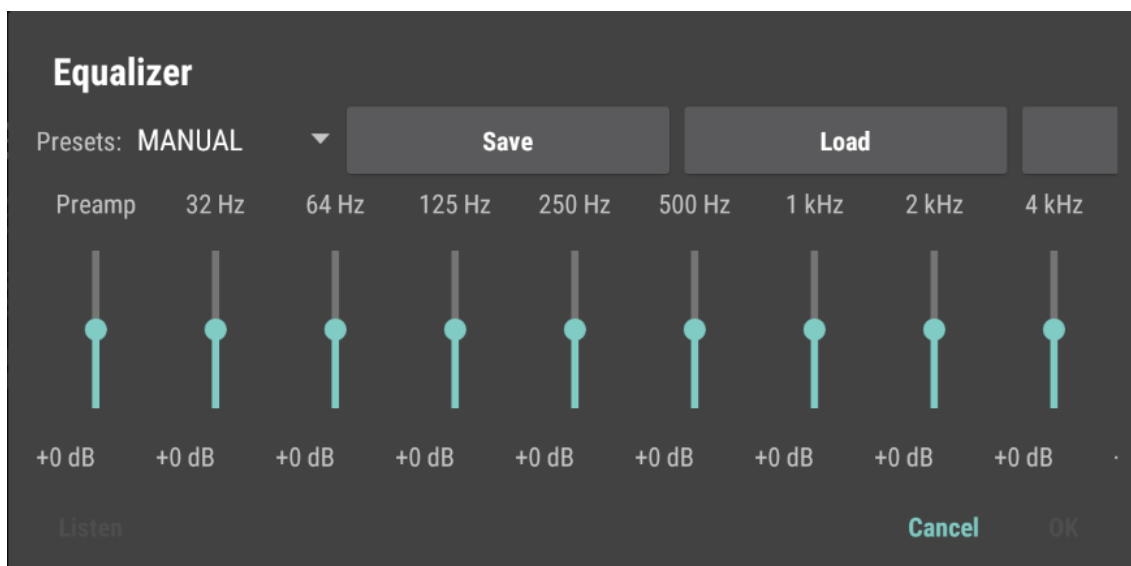 Equalizer
Presets: MANUAL Save Load
Preamp 32 Hz 64 Hz 125 Hz 250 Hz 500 Hz 1 kHz 2 kHz 4 kHz
+0 dB +0 dB +0 dB +0 dB +0 dB +0 dB +0 dB +0 dB +0 dB
Listen Cancel OK